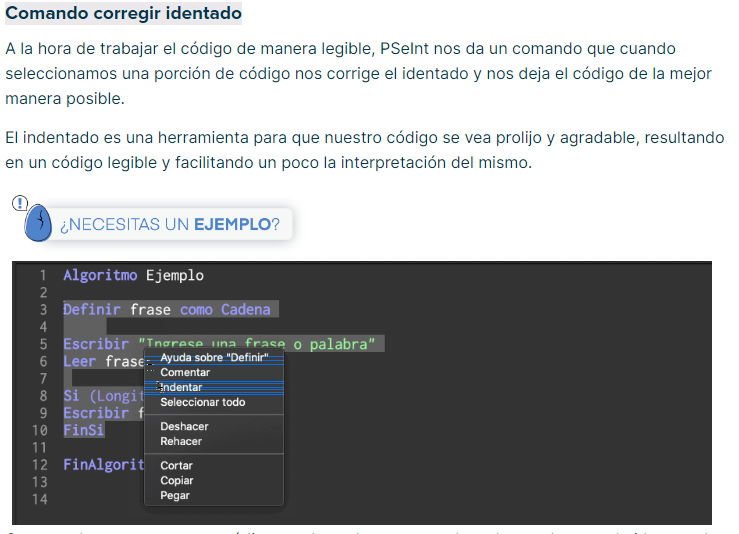 Comando corregir identado
A la hora de trabajar el código de manera legible, PSeInt nos da un comando que cuando
seleccionamos una porción de código nos corrige el identado y nos deja el código de la mejor
manera posible.
El indentado es una herramienta para que nuestro código se vea prolijo y agradable, resultando
en un código legible y facilitando un poco la interpretación del mismo.
¿NECESITAS UN EJEMPLO?
1 Algoritmo Ejemplo
2
3 Definir frase como Cadena
4
5 Escribir "Ingrese una frase o palabra"
6 Leer frase
7
8 Si (Longit
9 Escribir f
10 FinSi
11
12 FinAlgorit
13
14
Ayuda sobre "Definir"
Comentar
Indentar
Seleccionar todo
Deshacer
Rehacer
Cortar
Copiar
Pegar